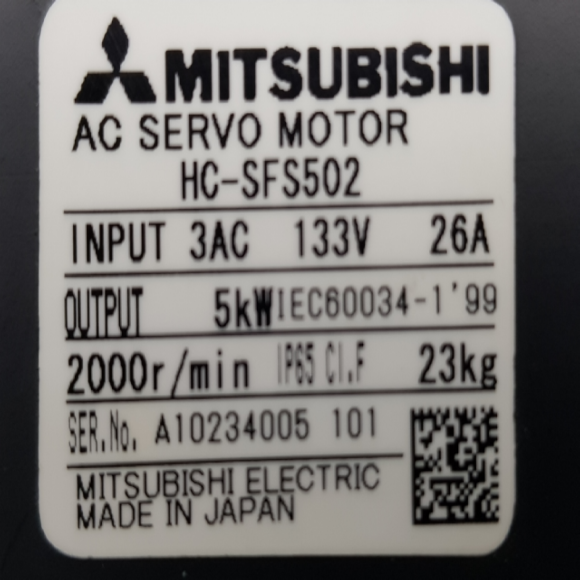 MITSUBISHI
AC SERVO MOTOR
HC-SFS502
INPUT 3AC 133V 26A
OUTPUT 5kW IEC60034-1'99
2000r/min IP65 CI.F 23kg
SER.No. A10234005 101
MITSUBISHI ELECTRIC
MADE IN JAPAN